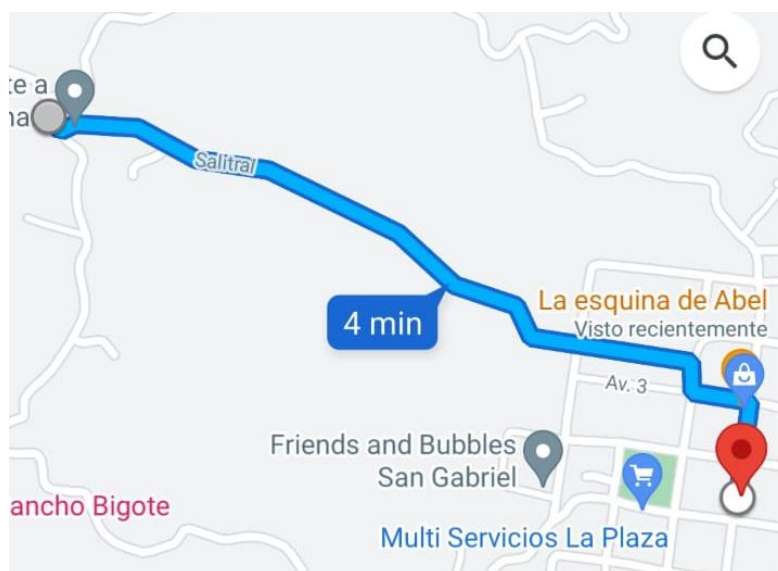 te a
na
Salitral
La esquina de Abel
Visto recientemente
4 min
Av. 3
Friends and Bubbles
San Gabriel
ancho Bigote
Multi Servicios La Plaza